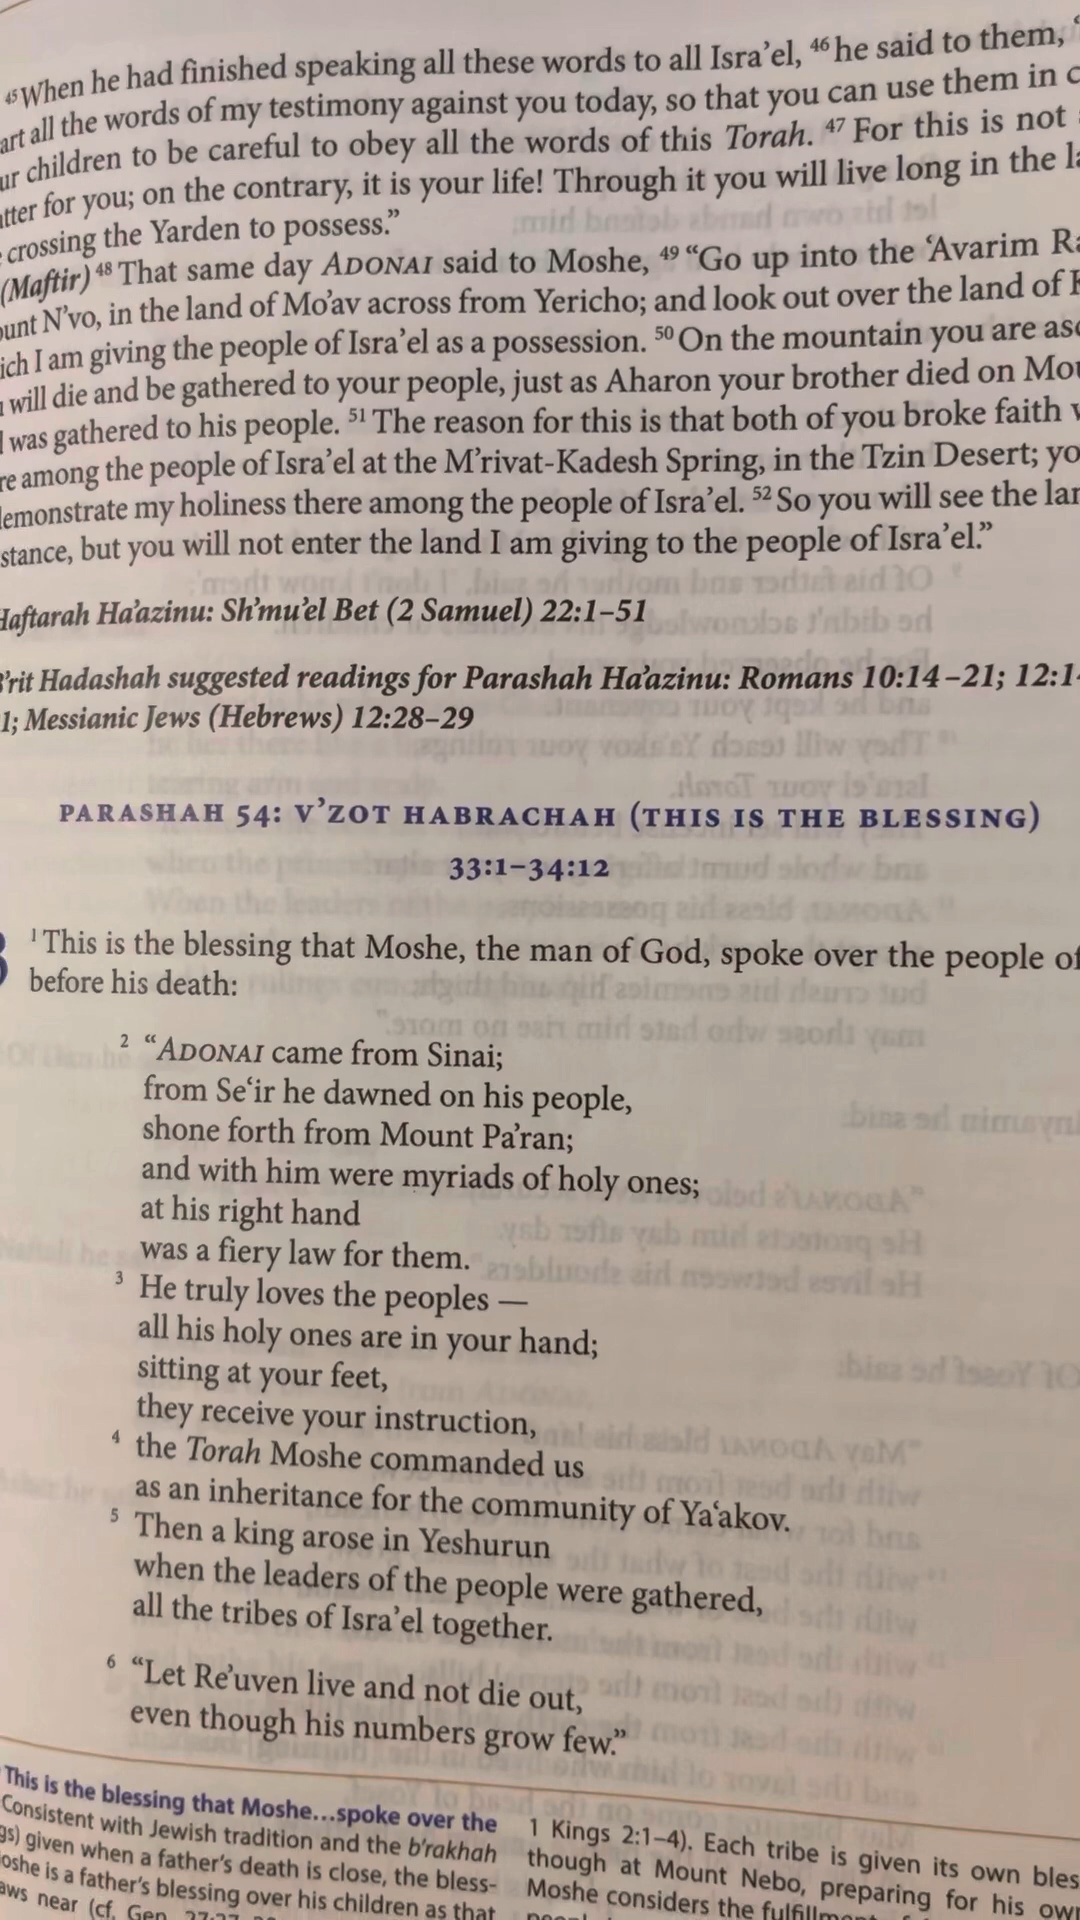 45 When he had finished speaking all these words to all Isra’el, 46 he said to them, “
all the words of my testimony against you today, so that you can use them in
children to be careful to obey all the words of this Torah. 47 For this is not
for you; on the contrary, it is your life! Through it you will live long in the
crossing the Yarden to possess.”
(Maftir) 48 That same day ADONAI said to Moshe, 49 “Go up into the ‘Avarim
N’vo, in the land of Mo’av across from Yericho; and look out over the land of
I am giving the people of Isra’el as a possession. 50 On the mountain you are
will die and be gathered to your people, just as Aharon your brother died on
was gathered to his people. 51 The reason for this is that both of you broke faith
among the people of Isra’el at the M’rivat-Kadesh Spring, in the Tzin Desert;
my holiness there among the people of Isra’el. 52 So you will see the
but you will not enter the land I am giving to the people of Isra’el.”
Haftarah Ha’azinu: Sh’mu’el Bet (2 Samuel) 22:1–51
B’rit Hadashah suggested readings for Parashah Ha’azinu: Romans 10:14–21; 12:1
1; Messianic Jews (Hebrews) 12:28–29
PARASHAH 54: V’ZOT HABRACHAH (THIS IS THE BLESSING)
33:1–34:12
1 This is the blessing that Moshe, the man of God, spoke over the people of
before his death:
2 “ADONAI came from Sinai;
from Se‘ir he dawned on his people,
shone forth from Mount Pa’ran;
and with him were myriads of holy ones;
at his right hand
was a fiery law for them.
3 He truly loves the peoples —
all his holy ones are in your hand;
sitting at your feet,
they receive your instruction,
4 the Torah Moshe commanded us
as an inheritance for the community of Ya‘akov.
5 Then a king arose in Yeshurun
when the leaders of the people were gathered,
all the tribes of Isra’el together.
6 “Let Re’uven live and not die out,
even though his numbers grow few.”
This is the blessing that Moshe...spoke over the
Consistent with Jewish tradition and the b’rakhah
given when a father’s death is close, the bless-
is a father’s blessing over his children as that
near (cf. Gen.
1 Kings 2:1–4). Each tribe is given its own
though at Mount Nebo, preparing for his own
Moshe considers the